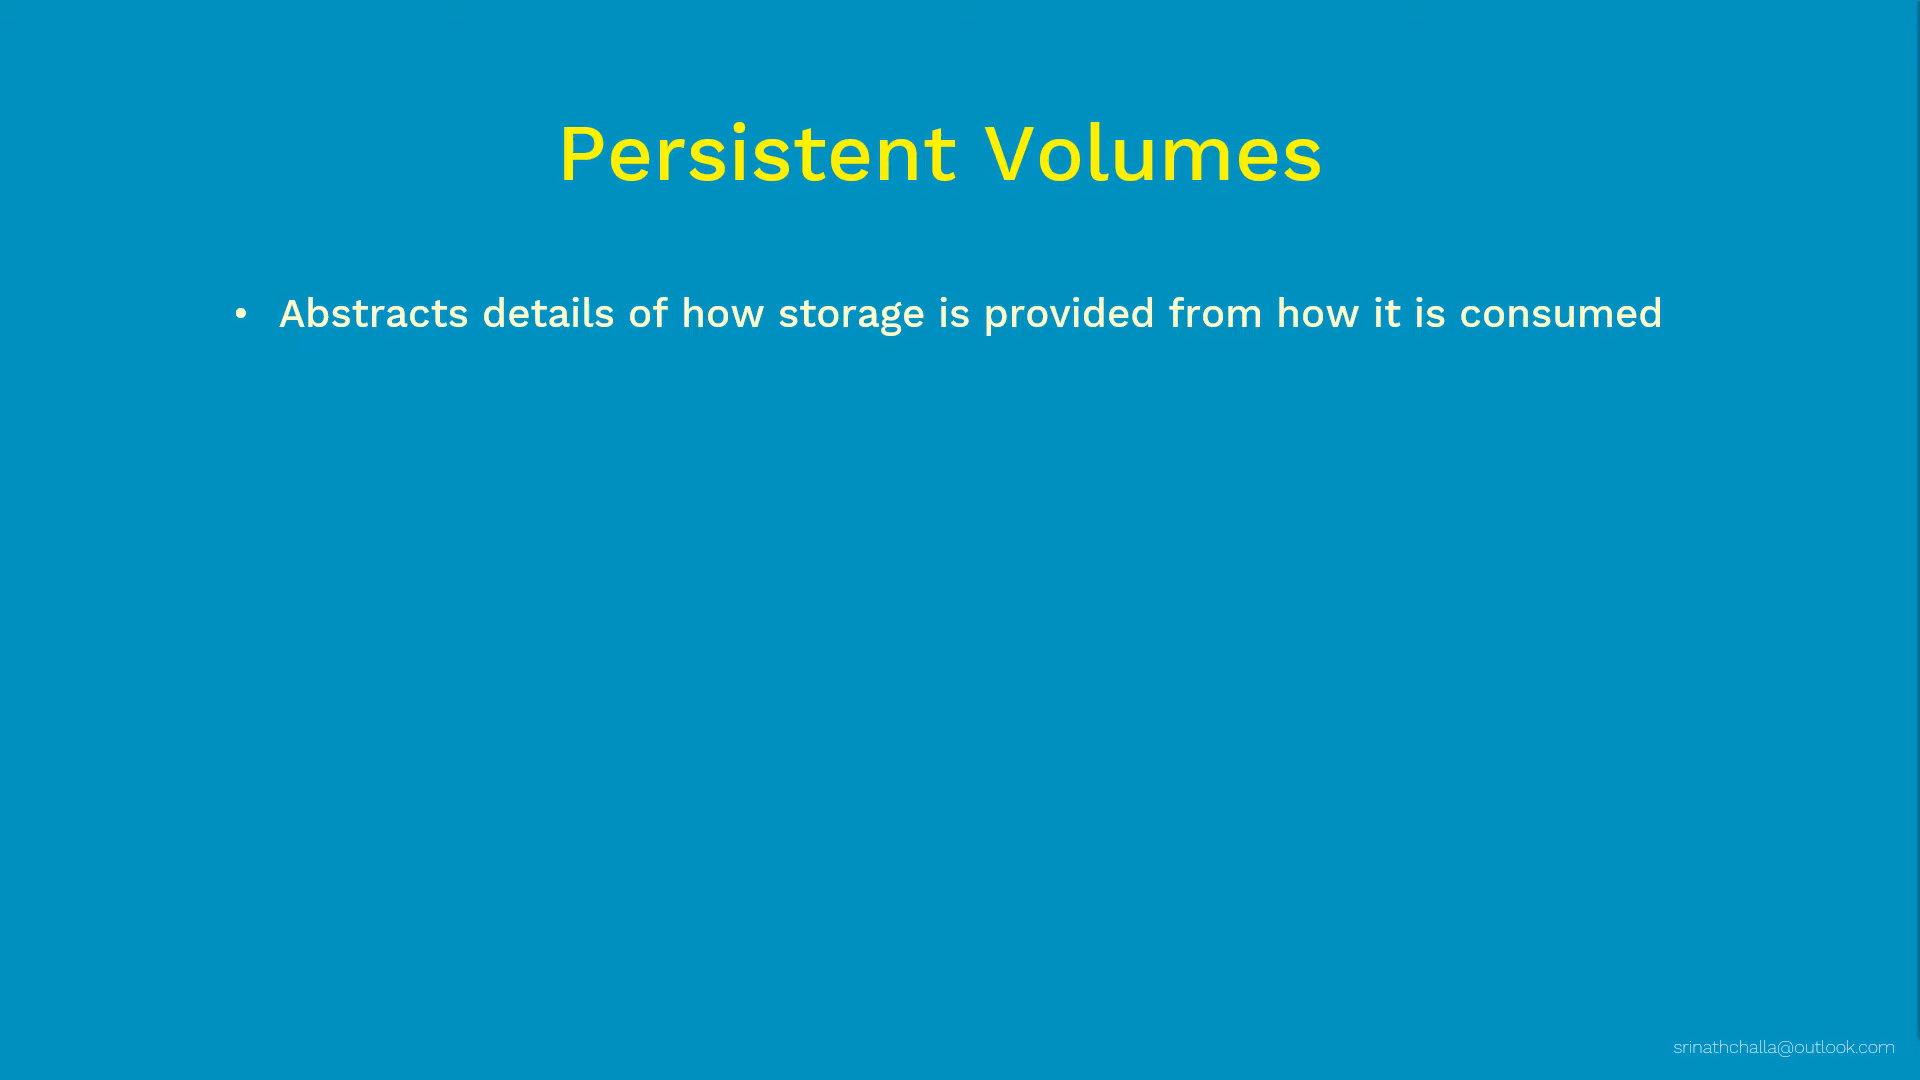 Persistent Volumes
• Abstracts details of how storage is provided from how it is consumed
srinathchalla@outlook.com